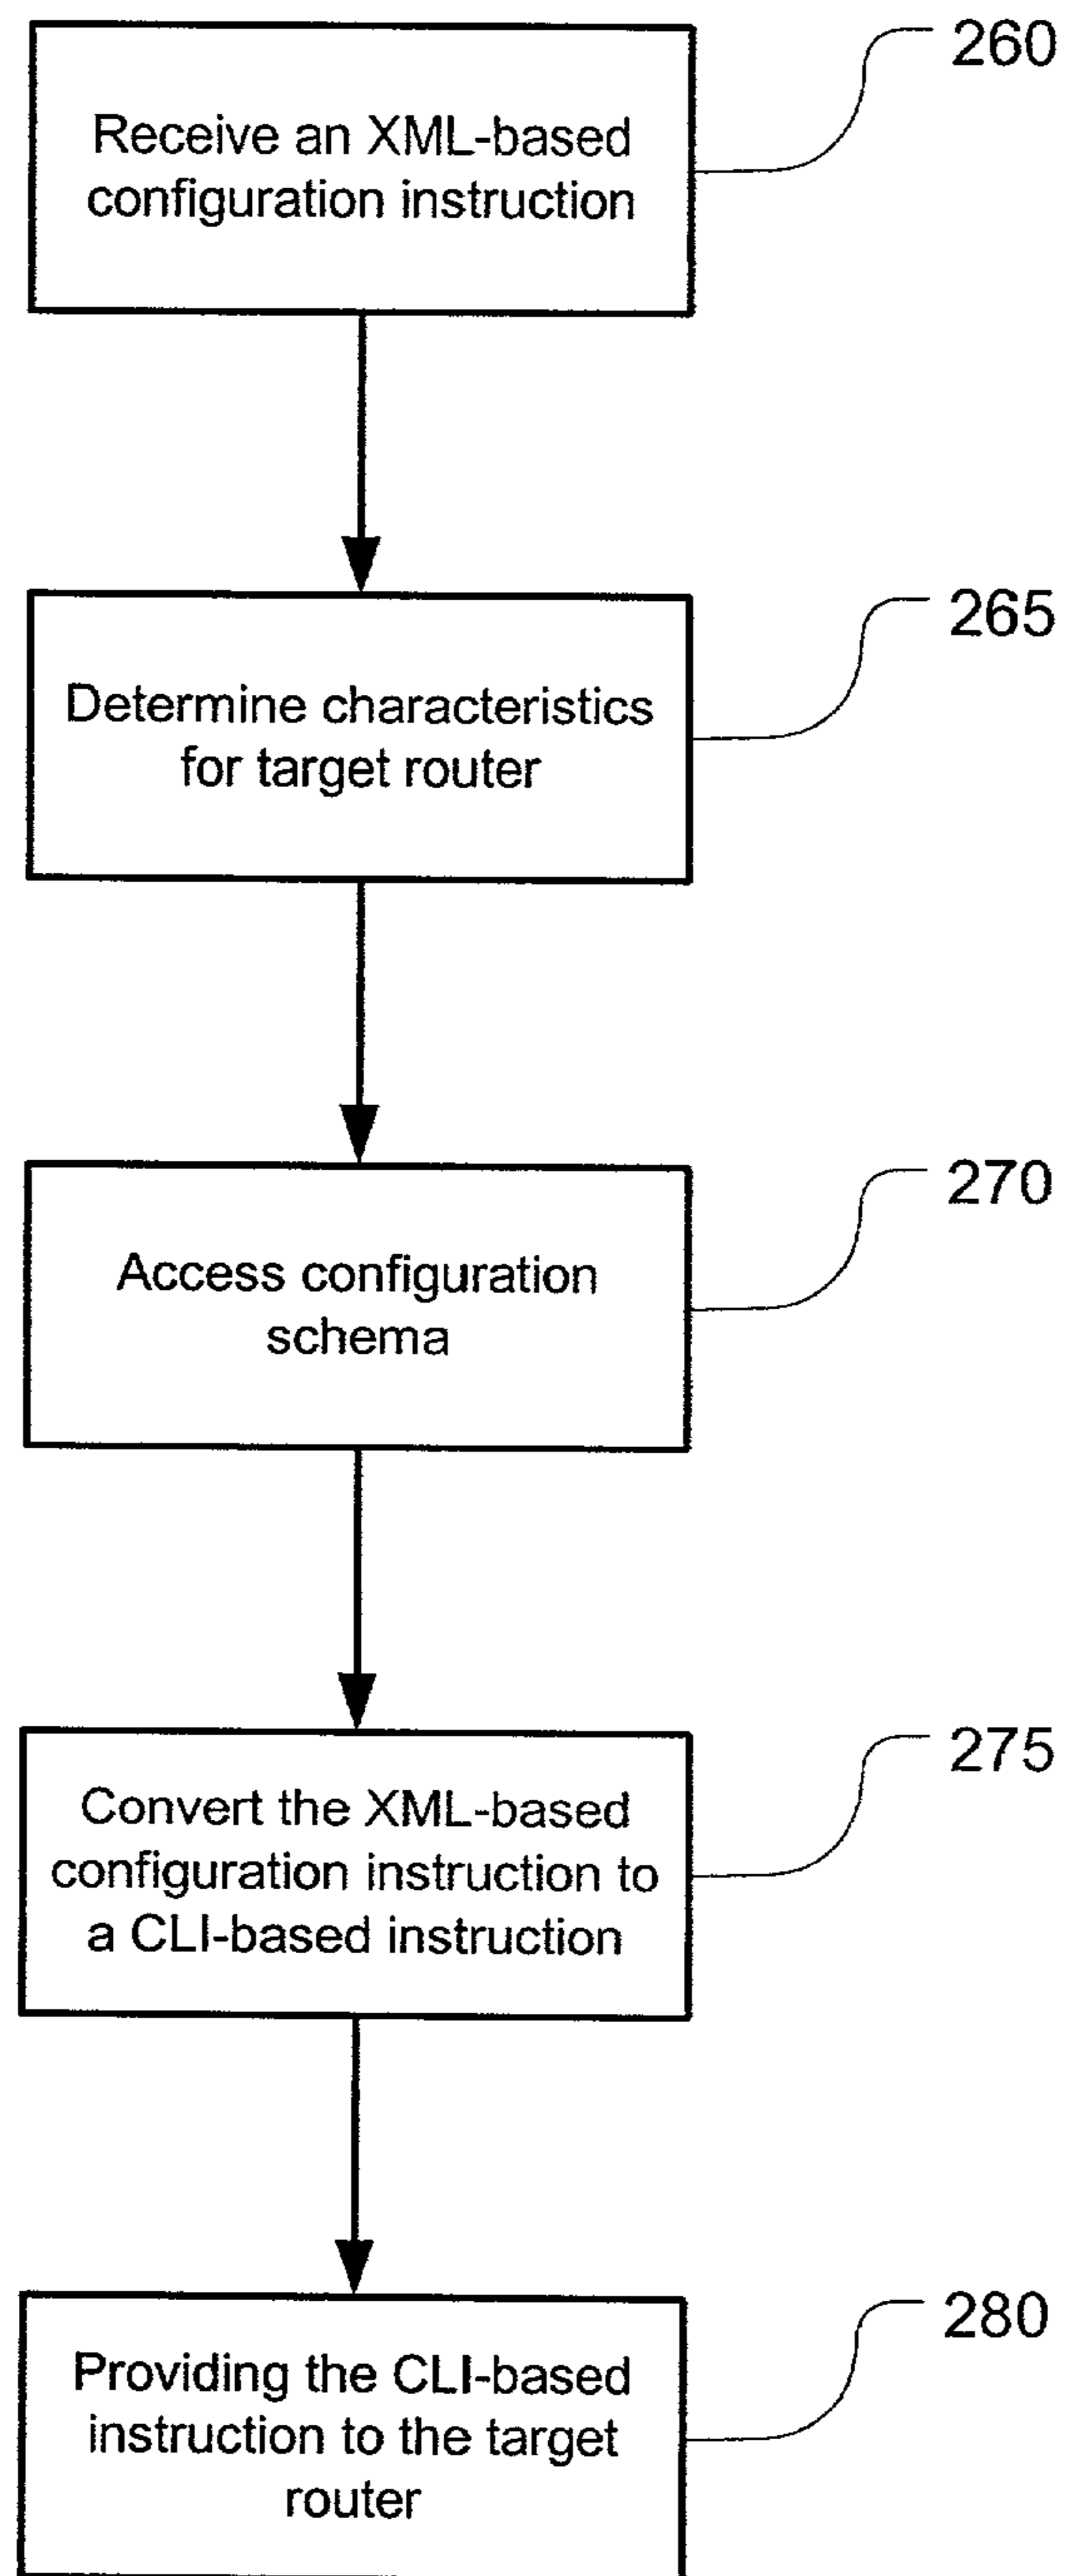 260
Receive an XML-based
configuration instruction
265
Determine characteristics
for target router
270
Access configuration
schema
275
Convert the XML-based
configuration instruction to
a CLI-based instruction
280
Providing the CLI-based
instruction to the target
router